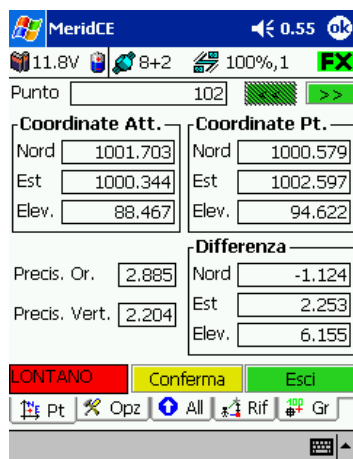 MeridCE 0.55 ok
11.8V 8+2 100%,1 FX
Punto 102 <<< >>
Coordinate Att. Coordinate Pt.
Nord 1001.703 Nord 1000.579
Est 1000.344 Est 1002.597
Elev. 88.467 Elev. 94.622
Differenza
Precis. Or. 2.885 Nord -1.124
Precis. Vert. 2.204 Est 2.253
Elev. 6.155
LONTANO Conferma Esci
Pt Opz All Rif Gr